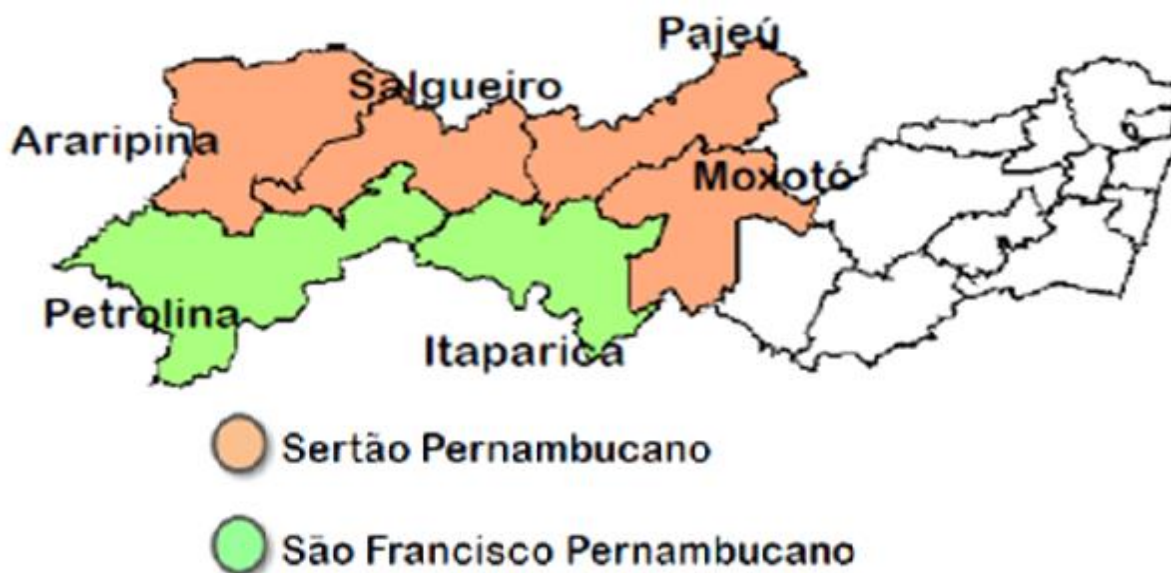 Pajeú
Salgueiro
Araripina
Moxotó
Petrolina
Itaparica
Sertão Pernambucano
São Francisco Pernambucano